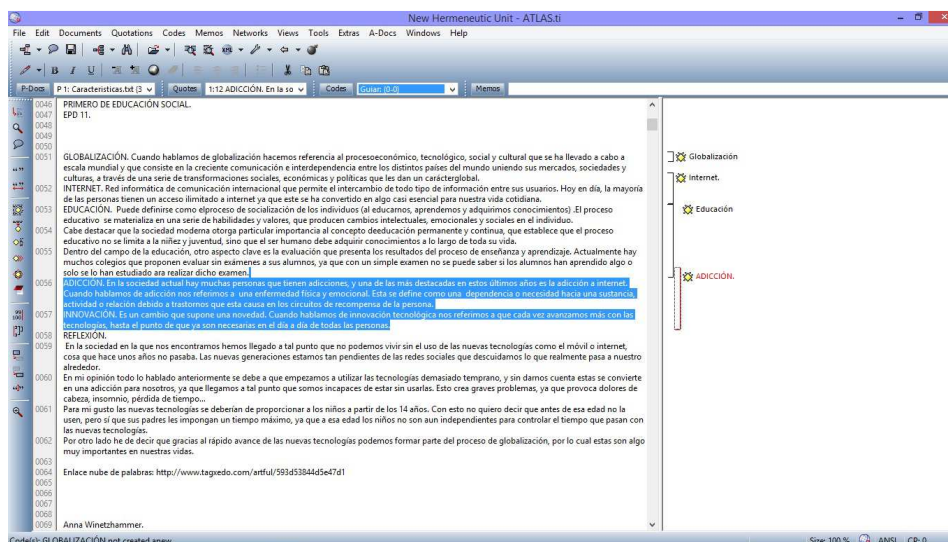 New Hermeneutic Unit - ATLAS.ti
File Edit Documents Quotations Codes Memos Networks Views Tools Extras A-Docs Windows Help
B I U
P-Docs P 1: Caracteristicas.txt (3 Quotes 1:12 ADICCIÓN. En la so Codes Guiar: {0-0} Memos
0046 PRIMERO DE EDUCACIÓN SOCIAL.
0047 EPD 11.
0048
0049
0050
0051 GLOBALIZACIÓN. Cuando hablamos de globalización hacemos referencia al procesoeconómico, tecnológico, social y cultural que se ha llevado a cabo a
escala mundial y que consiste en la creciente comunicación e interdependencia entre los distintos países del mundo uniendo sus mercados, sociedades y
culturas, a través de una serie de transformaciones sociales, económicas y políticas que les dan un carácterglobal.
0052 INTERNET. Red informática de comunicación internacional que permite el intercambio de todo tipo de información entre sus usuarios. Hoy en día, la mayoría
de las personas tienen un acceso ilimitado a internet ya que este se ha convertido en algo casi esencial para nuestra vida cotidiana.
0053 EDUCACIÓN. Puede definirse como elproceso de socialización de los individuos (al educarnos, aprendemos y adquirimos conocimientos) .El proceso
educativo se materializa en una serie de habilidades y valores, que producen cambios intelectuales, emocionales y sociales en el individuo.
0054 Cabe destacar que la sociedad moderna otorga particular importancia al concepto deeducación permanente y continua, que establece que el proceso
educativo no se limita a la niñez y juventud, sino que el ser humano debe adquirir conocimientos a lo largo de toda su vida.
0055 Dentro del campo de la educación, otro aspecto clave es la evaluación que presenta los resultados del proceso de enseñanza y aprendizaje. Actualmente hay
muchos colegios que proponen evaluar sin exámenes a sus alumnos, ya que con un simple examen no se puede saber si los alumnos han aprendido algo o
solo se lo han estudiado ara realizar dicho examen.
0056 ADICCIÓN. En la sociedad actual hay muchas personas que tienen adicciones, y una de las más destacadas en estos últimos años es la adicción a internet.
Cuando hablamos de adicción nos referimos a una enfermedad física y emocional. Esta se define como una dependencia o necesidad hacia una sustancia,
actividad o relación debido a trastornos que esta causa en los circuitos de recompensa de la persona.
0057 INNOVACIÓN. Es un cambio que supone una novedad. Cuando hablamos de innovación tecnológica nos referimos a que cada vez avanzamos más con las
tecnologías, hasta el punto de que ya son necesarias en el día a día de todas las personas.
0058 REFLEXIÓN.
0059 En la sociedad en la que nos encontramos hemos llegado a tal punto que no podemos vivir sin el uso de las nuevas tecnologías como el móvil o internet,
cosa que hace unos años no pasaba. Las nuevas generaciones estamos tan pendientes de las redes sociales que descuidamos lo que realmente pasa a nuestro
alrededor.
0060 En mi opinión todo lo hablado anteriormente se debe a que empezamos a utilizar las tecnologías demasiado temprano, y sin darnos cuenta estas se convierte
en una adicción para nosotros, ya que llegamos a tal punto que somos incapaces de estar sin usarlas. Esto crea graves problemas, ya que provoca dolores de
cabeza, insomnio, pérdida de tiempo...
0061 Para mi gusto las nuevas tecnologías se deberían de proporcionar a los niños a partir de los 14 años. Con esto no quiero decir que antes de esa edad no la
usen, pero sí que sus padres les impongan un tiempo máximo, ya que a esa edad los niños no son aun independientes para controlar el tiempo que pasan con
las nuevas tecnologías.
0062 Por otro lado he de decir que gracias al rápido avance de las nuevas tecnologías podemos formar parte del proceso de globalización, por lo cual estas son algo
muy importantes en nuestras vidas.
0063
0064 Enlace nube de palabras: http://www.tagxedo.com/artful/593d53844d5e47d1
0065
0066
0067
0068
0069 Anna Winetzhammer.
Globalización
Internet.
Educación
ADICCIÓN.
Code(s): GLOBALIZACIÓN not created anew
Size: 100 % ANSI CP: 0